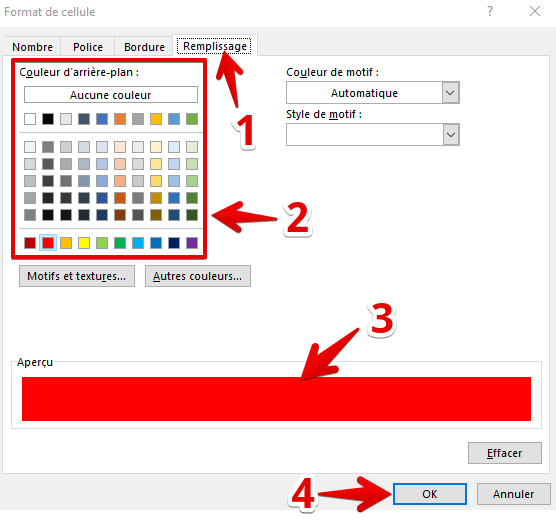 Format de cellule ?
Nombre Police Bordure Remplissage
Couleur d'arrière-plan :
Aucune couleur
Couleur de motif :
Automatique
Style de motif :
1
2
Motifs et textures... Autres couleurs...
3
Aperçu
Effacer
4
OK Annuler